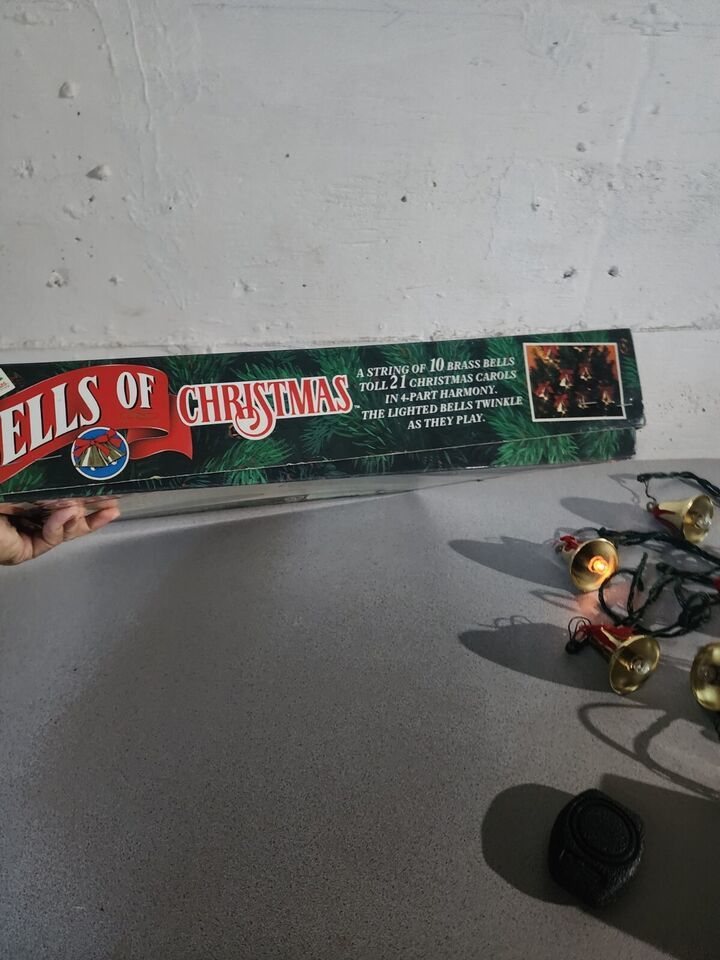 ELLS OF
CHRISTMAS™
A STRING OF 10 BRASS BELLS
TOLL 21 CHRISTMAS CAROLS
IN 4-PART HARMONY.
THE LIGHTED BELLS TWINKLE
AS THEY PLAY.